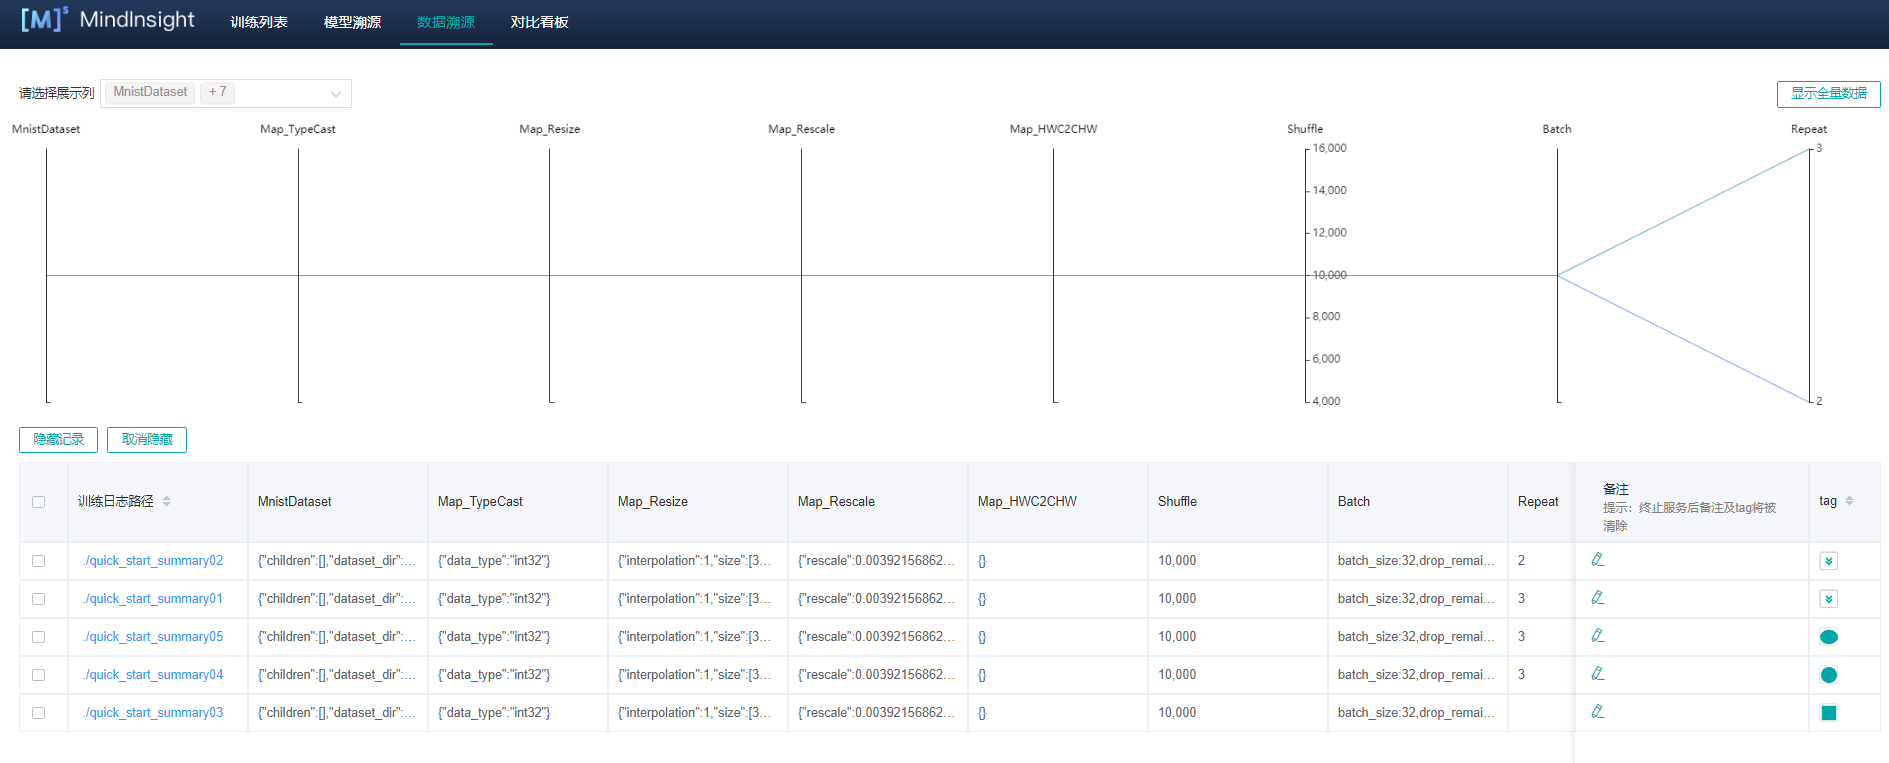 [M]s MindInsight 训练列表 模型溯源 数据溯源 对比看板
请选择展示列 MnistDataset + 7 显示全量数据
MnistDataset Map_TypeCast Map_Resize Map_Rescale Map_HWC2CHW Shuffle Batch Repeat
16,000 3
14,000
12,000
10,000
8,000
6,000
4,000 2
隐藏记录 取消隐藏
训练日志路径 MnistDataset Map_TypeCast Map_Resize Map_Rescale Map_HWC2CHW Shuffle Batch Repeat 备注 tag
提示：终止服务后备注及tag将被
清除
./quick_start_summary02 {"children":[],"dataset_dir":... {"data_type":"int32"} {"interpolation":1,"size":[3... {"rescale":0.00392156862... {} 10,000 batch_size:32,drop_remai... 2
./quick_start_summary01 {"children":[],"dataset_dir":... {"data_type":"int32"} {"interpolation":1,"size":[3... {"rescale":0.00392156862... {} 10,000 batch_size:32,drop_remai... 3
./quick_start_summary05 {"children":[],"dataset_dir":... {"data_type":"int32"} {"interpolation":1,"size":[3... {"rescale":0.00392156862... {} 10,000 batch_size:32,drop_remai... 3
./quick_start_summary04 {"children":[],"dataset_dir":... {"data_type":"int32"} {"interpolation":1,"size":[3... {"rescale":0.00392156862... {} 10,000 batch_size:32,drop_remai... 3
./quick_start_summary03 {"children":[],"dataset_dir":... {"data_type":"int32"} {"interpolation":1,"size":[3... {"rescale":0.00392156862... {} 10,000 batch_size:32,drop_remai...